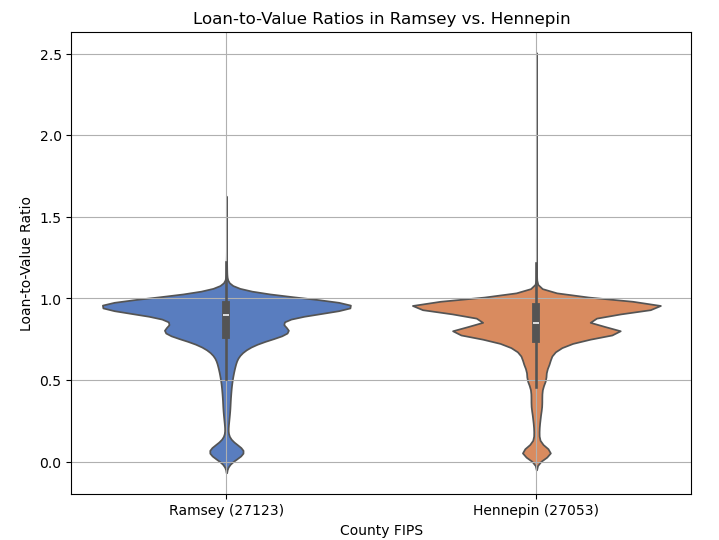 Loan-to-Value Ratios in Ramsey vs. Hennepin
2.5
2.0
1.5
1.0
0.5
0.0
Loan-to-Value Ratio
Ramsey (27123)
Hennepin (27053)
County FIPS